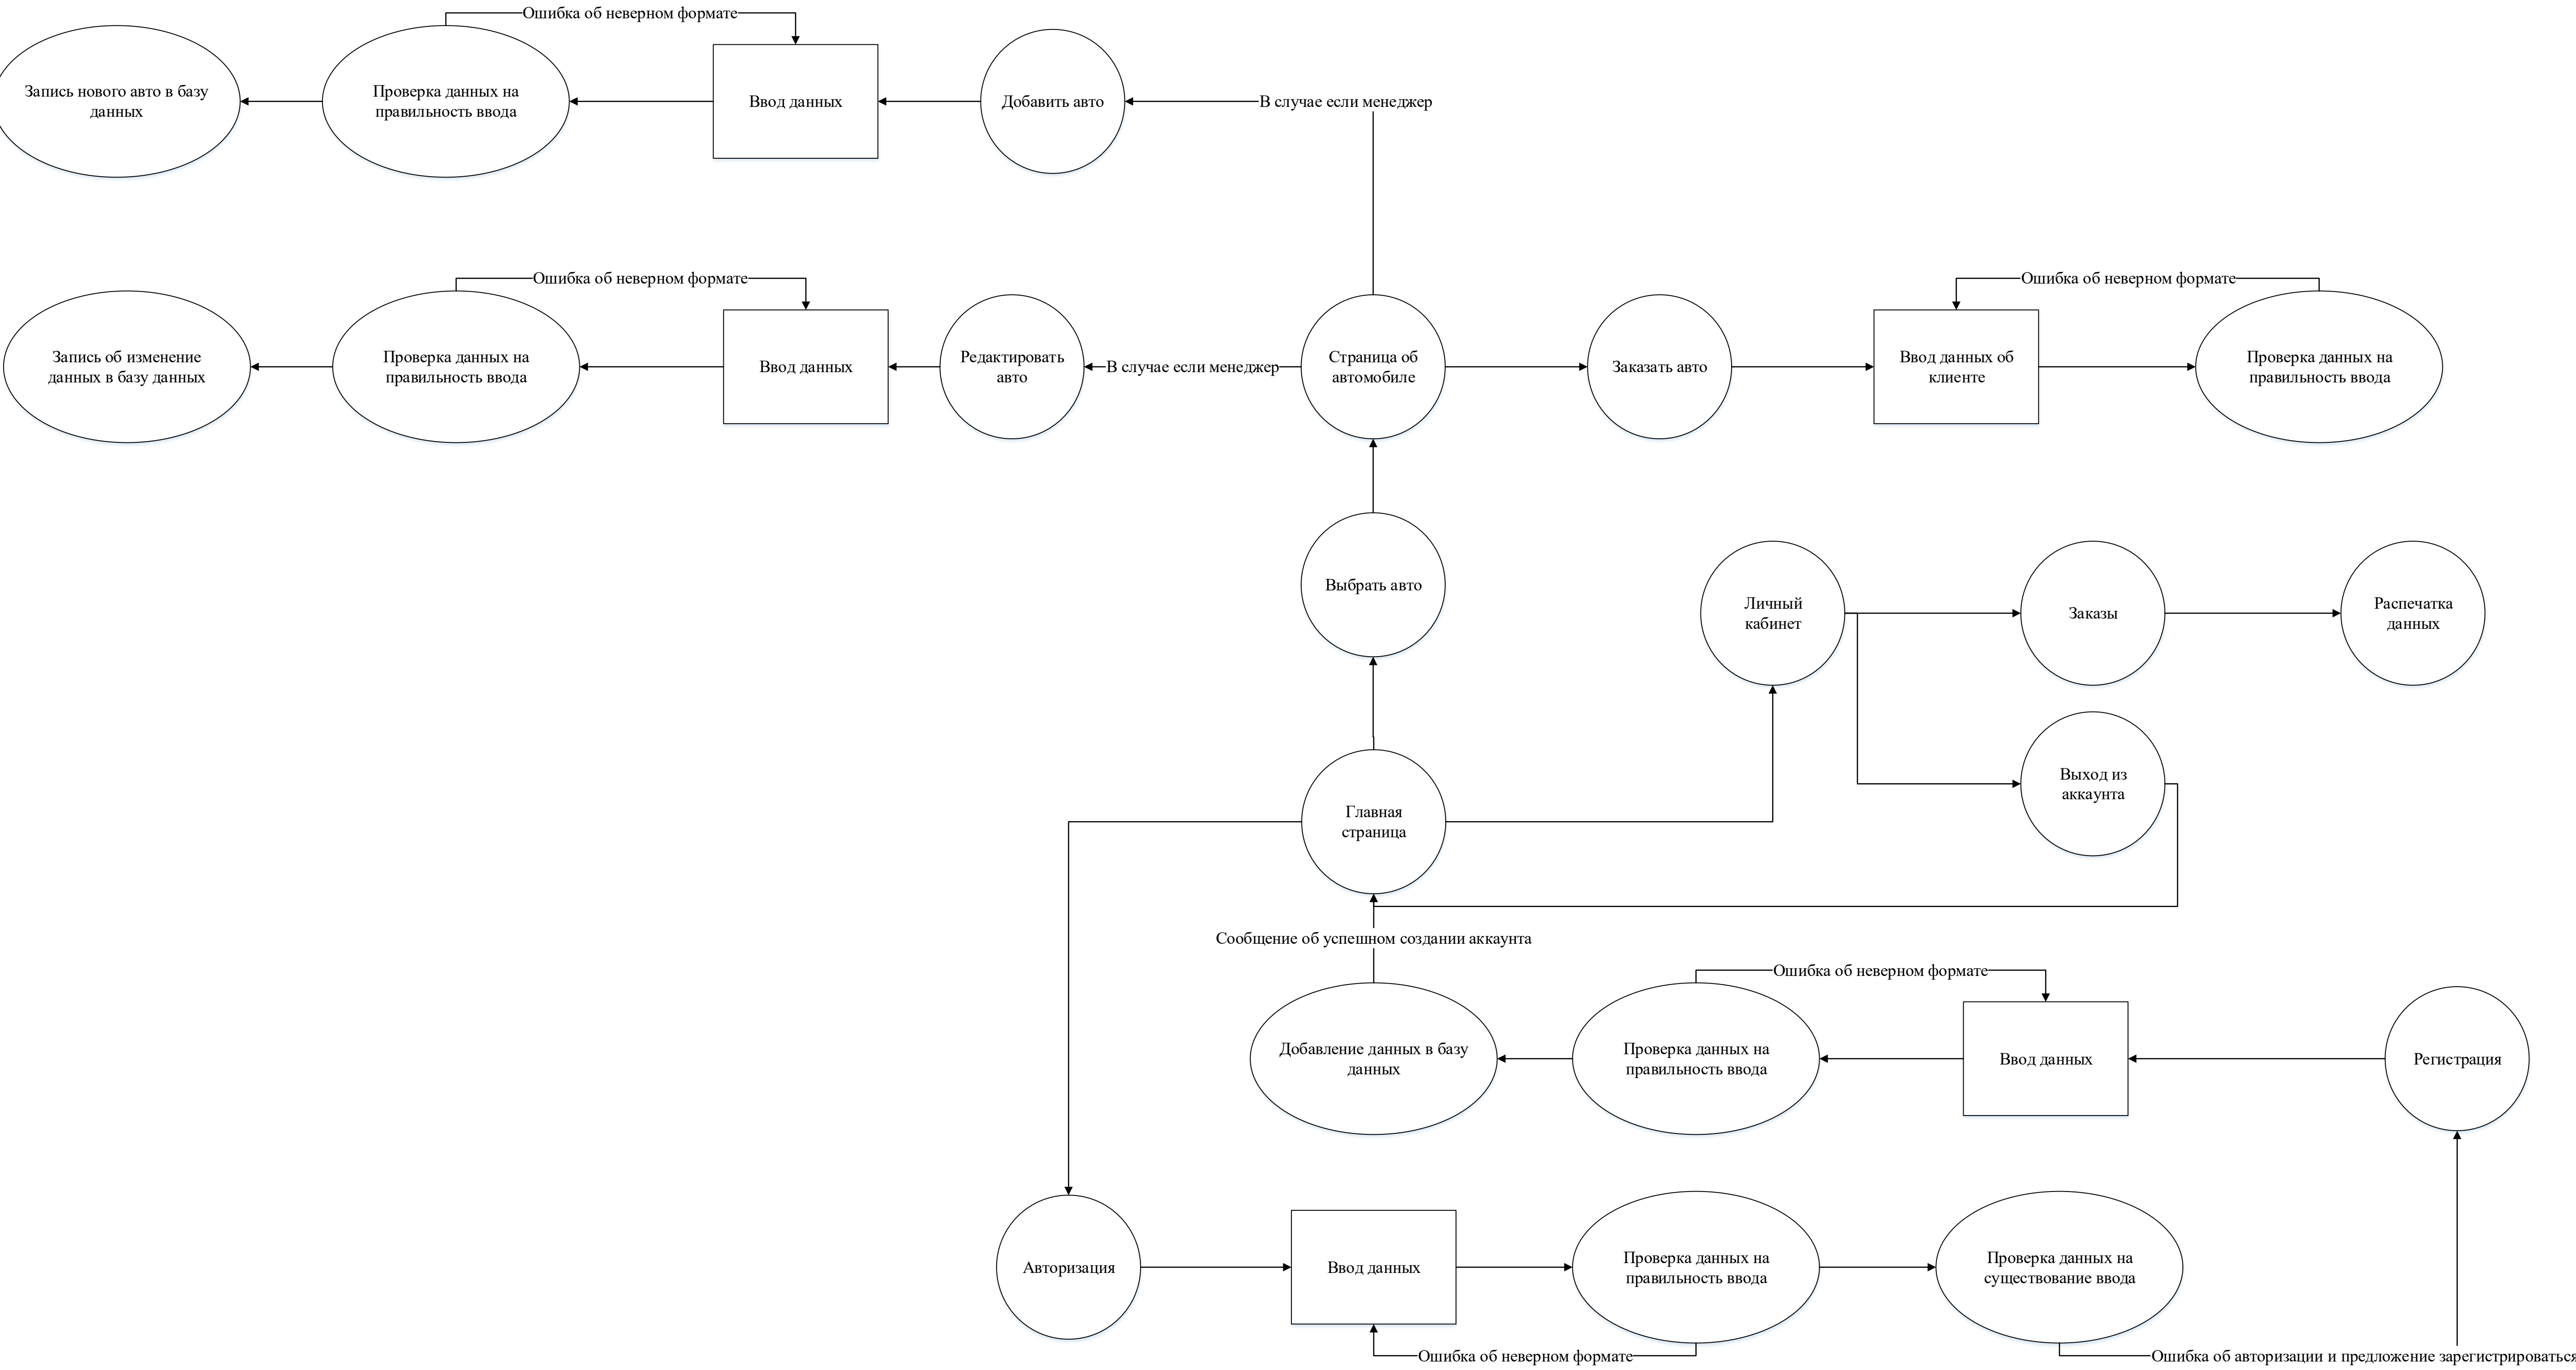 Ошибка об неверном формате
Запись нового авто в базу
данных
Проверка данных на
правильность ввода
Ввод данных
Добавить авто
В случае если менеджер
Ошибка об неверном формате
Ошибка об неверном формате
Запись об изменение
данных в базу данных
Проверка данных на
правильность ввода
Ввод данных
Редактировать
авто
В случае если менеджер
Страница об
автомобиле
Заказать авто
Ввод данных об
клиенте
Проверка данных на
правильность ввода
Выбрать авто
Личный
кабинет
Заказы
Распечатка
данных
Выход из
аккаунта
Главная
страница
Сообщение об успешном создании аккаунта
Ошибка об неверном формате
Добавление данных в базу
данных
Проверка данных на
правильность ввода
Ввод данных
Регистрация
Авторизация
Ввод данных
Проверка данных на
правильность ввода
Проверка данных на
существование ввода
Ошибка об неверном формате
Ошибка об авторизации и предложение зарегистрироваться